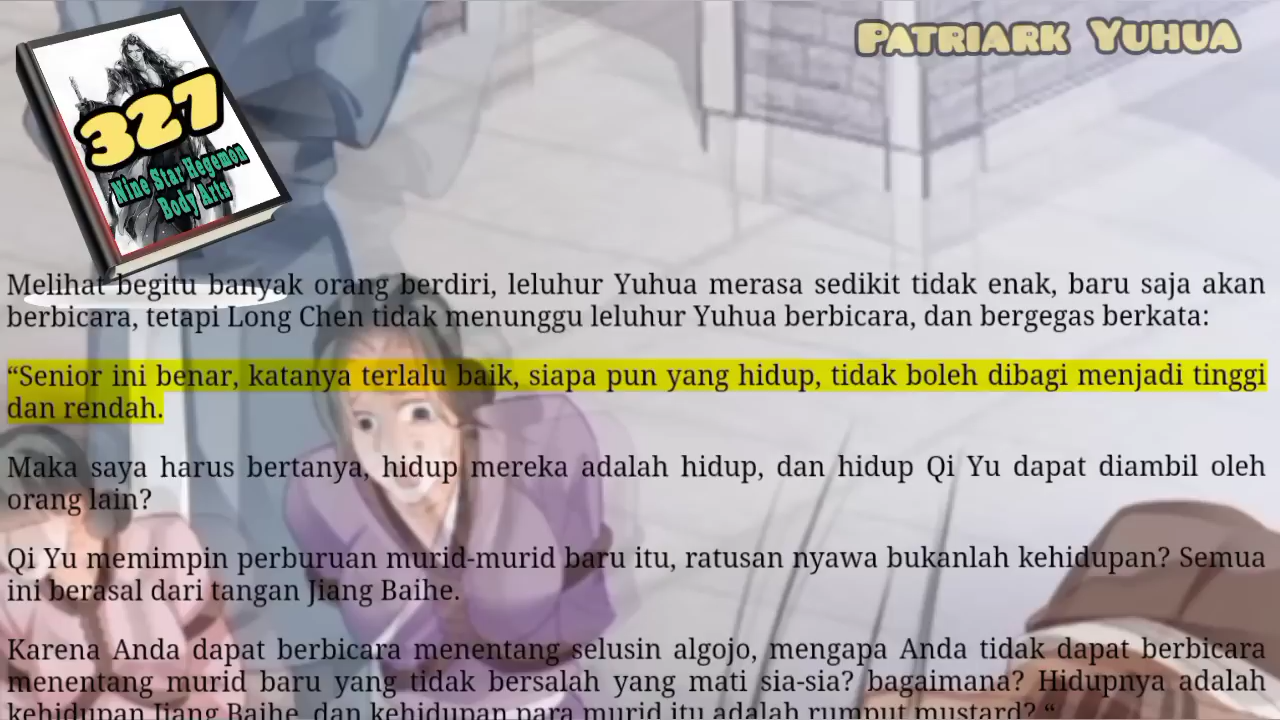 Patriark Yuhua
327
Nine Star Hegemon
Body Arts
Melihat begitu banyak orang berdiri, leluhur Yuhua merasa sedikit tidak enak, baru saja akan
berbicara, tetapi Long Chen tidak menunggu leluhur Yuhua berbicara, dan bergegas berkata:
“Senior ini benar, katanya terlalu baik, siapa pun yang hidup, tidak boleh dibagi menjadi tinggi
dan rendah.
Maka saya harus bertanya, hidup mereka adalah hidup, dan hidup Qi Yu dapat diambil oleh
orang lain?
Qi Yu memimpin perburuan murid-murid baru itu, ratusan nyawa bukanlah kehidupan? Semua
ini berasal dari tangan Jiang Baihe.
Karena Anda dapat berbicara menentang selusin algojo, mengapa Anda tidak dapat berbicara
menentang murid baru yang tidak bersalah yang mati sia-sia? bagaimana? Hidupnya adalah
kehidupan Jiang Baihe, dan kehidupan para murid itu adalah rumput mustard? “